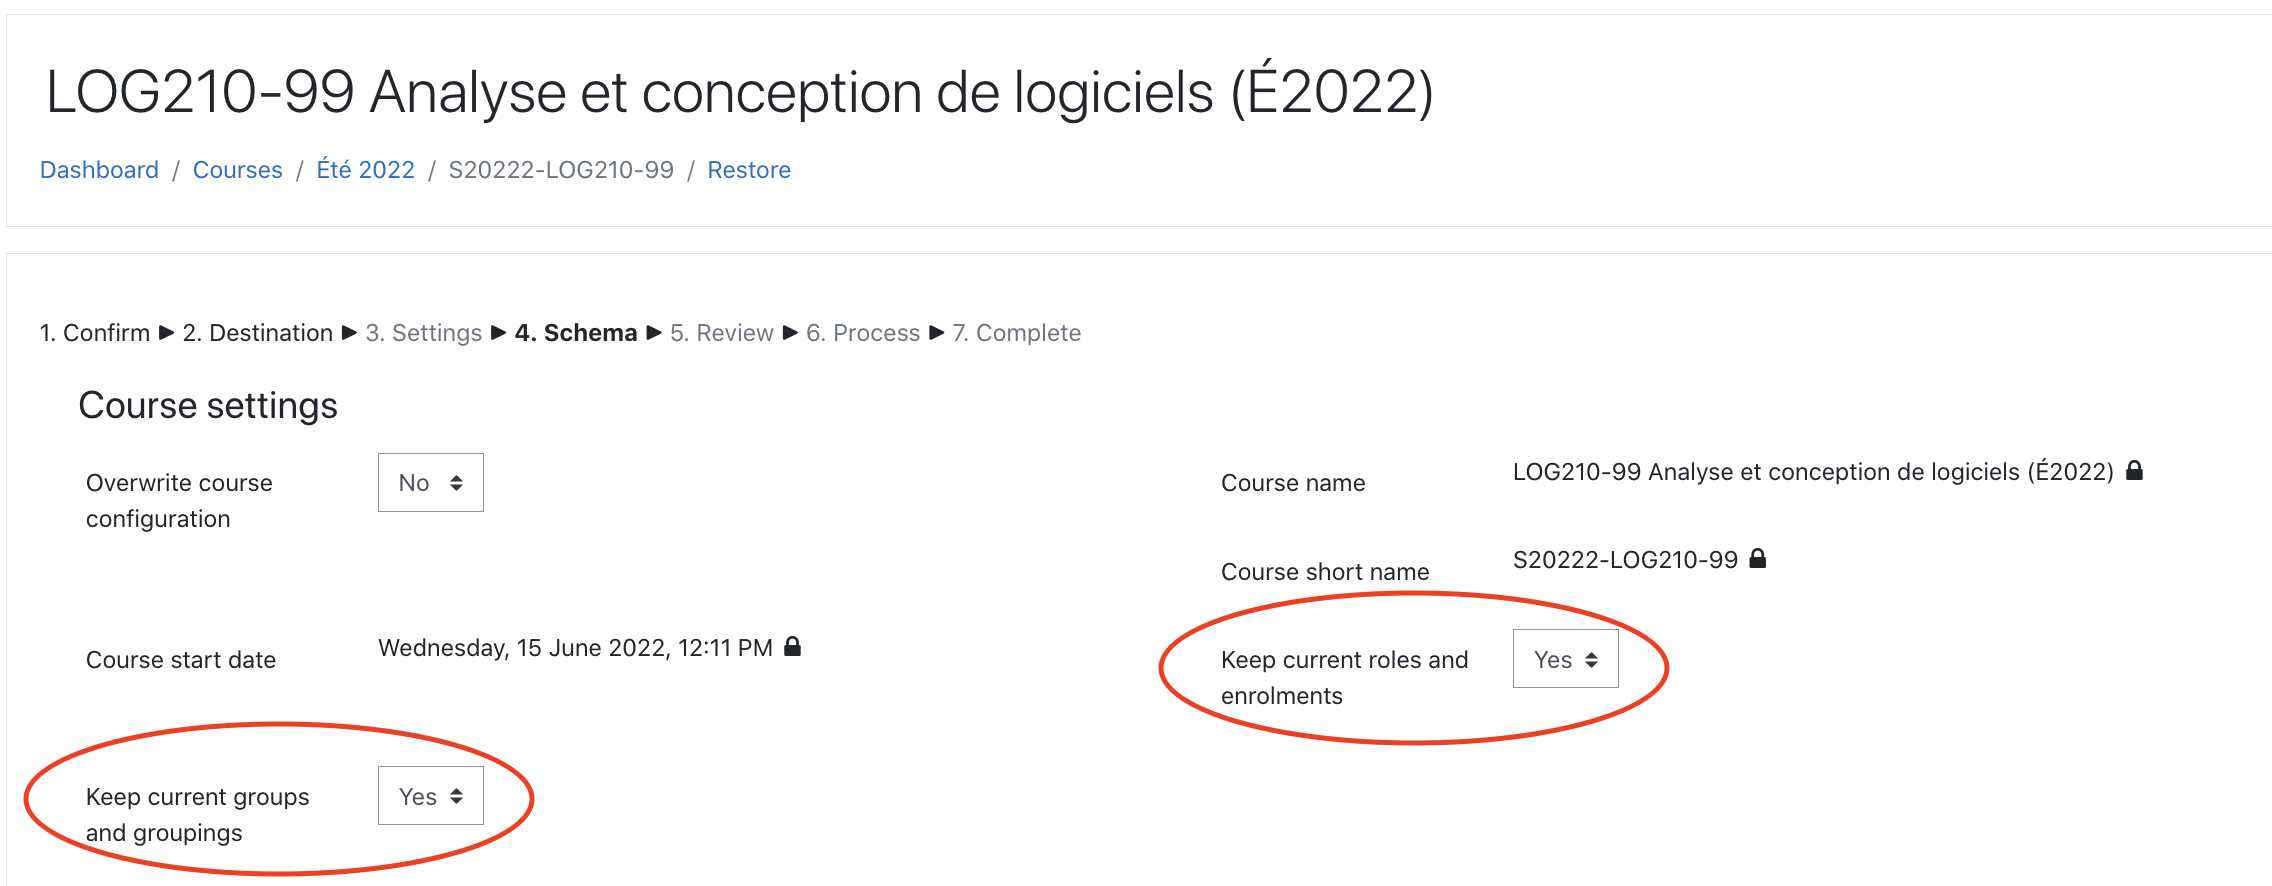 LOG210-99 Analyse et conception de logiciels (É2022)
Dashboard / Courses / Été 2022 / S20222-LOG210-99 / Restore
1. Confirm ► 2. Destination ► 3. Settings ► 4. Schema ► 5. Review ► 6. Process ► 7. Complete
Course settings
Overwrite course
configuration
No
Course name
LOG210-99 Analyse et conception de logiciels (É2022)
Course short name
S20222-LOG210-99
Course start date
Wednesday, 15 June 2022, 12:11 PM
Keep current roles and
enrolments
Yes
Keep current groups
and groupings
Yes